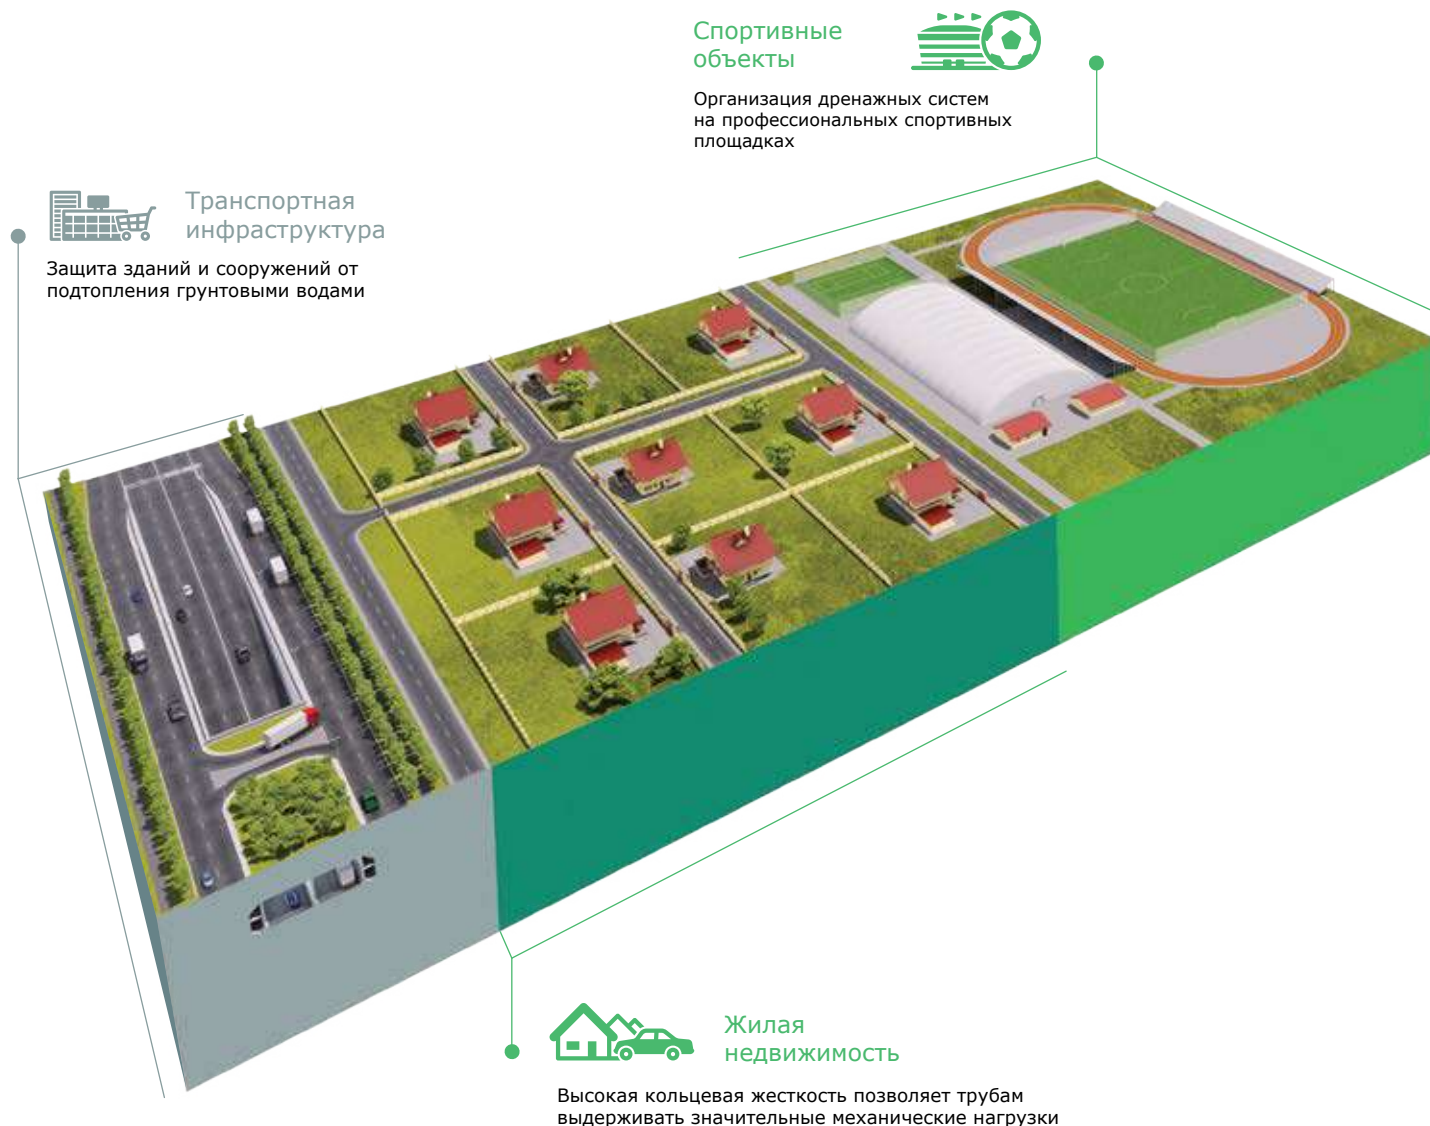 Спортивные
объекты
Организация дренажных систем
на профессиональных спортивных
площадках
Транспортная
инфраструктура
Защита зданий и сооружений от
подтопления грунтовыми водами
Жилая
недвижимость
Высокая кольцевая жесткость позволяет трубам
выдерживать значительные механические нагрузки